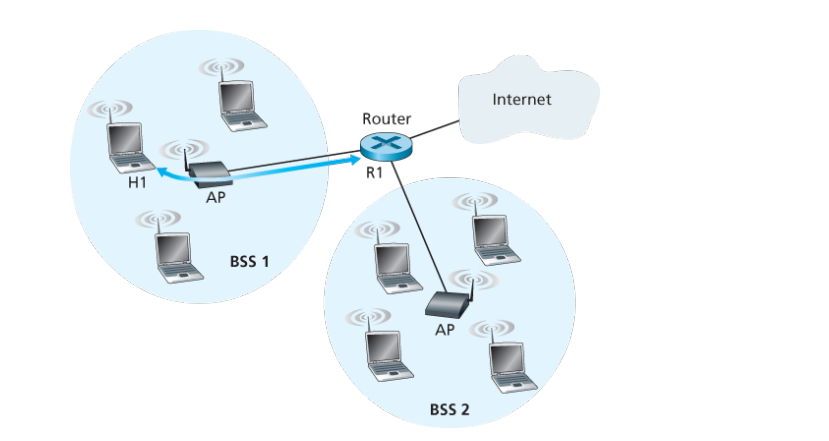 Internet
Router
R1
H1
AP
BSS 1
AP
BSS 2